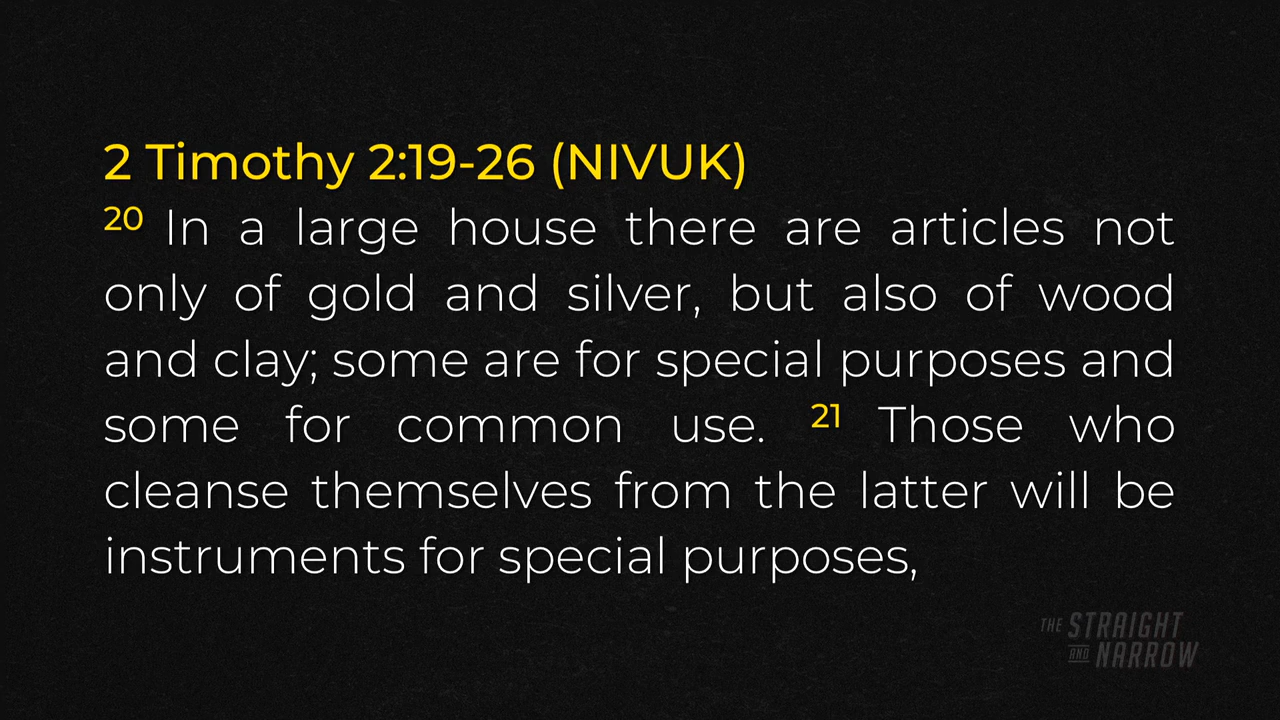 2 Timothy 2:19-26 (NIVUK)
20 In a large house there are articles not
only of gold and silver, but also of wood
and clay; some are for special purposes and
some for common use. 21 Those who
cleanse themselves from the latter will be
instruments for special purposes,
THE STRAIGHT
AND NARROW